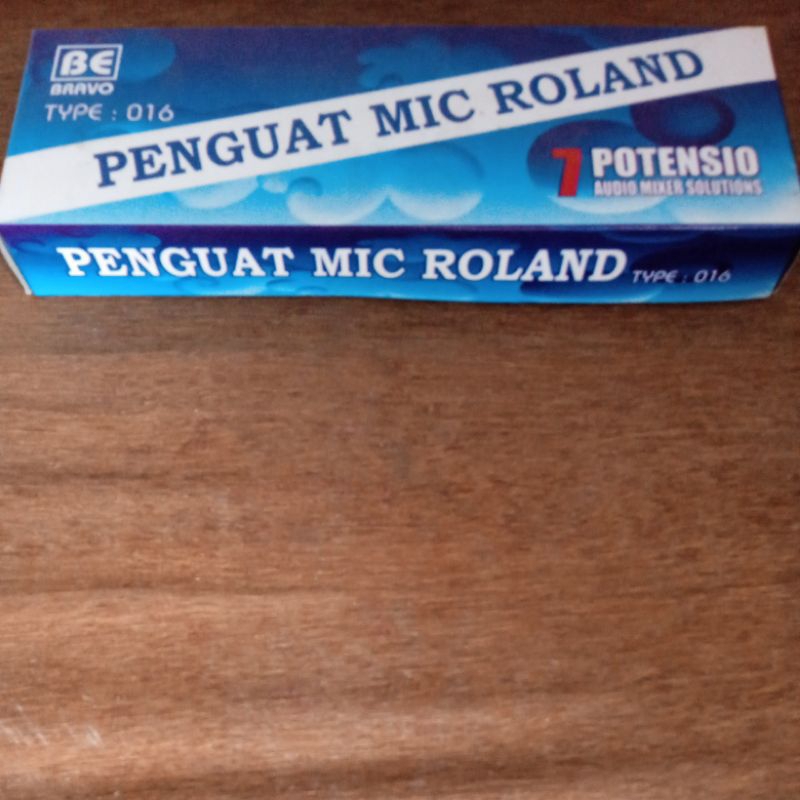 BE
BRAVO
TYPE : 016
PENGUAT MIC ROLAND
7 POTENSIO
AUDIO MIXER SOLUTIONS
PENGUAT MIC ROLAND TYPE : 016